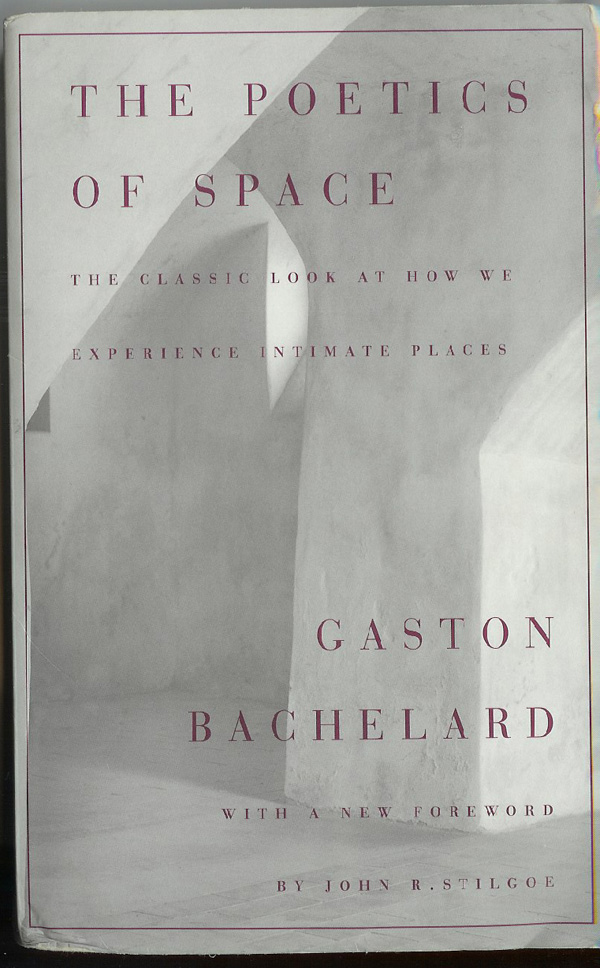 THE POETICS
OF SPACE
THE CLASSIC LOOK AT HOW WE
EXPERIENCE INTIMATE PLACES
GASTON
BACHELARD
WITH A NEW FOREWORD
BY JOHN R. STILGOE